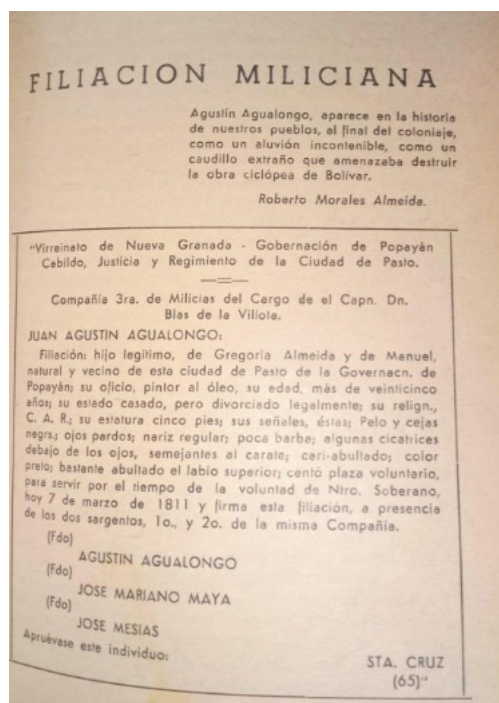 FILIACION MILICIANA
Agustín Agualongo, aparece en la historia
de nuestros pueblos, al final del coloniaje,
como un aluvión incontenible, como un
caudillo extraño que amenazaba destruir
la obra ciclópea de Bolívar.
Roberto Morales Almeida.
"Virreinato de Nueva Granada - Gobernación de Popayán
Cabildo, Justicia y Regimiento de la Ciudad de Pasto.
Compañía 3ra. de Milicias del Cargo de el Capn. Dn.
Blas de la Villota.
JUAN AGUSTIN AGUALONGO:
Filiación: hijo legítimo, de Gregoria Almeida y de Manuel,
natural y vecino de esta ciudad de Pasto de la Governacn. de
Popayán; su oficio, pintor al óleo, su edad, más de veinticinco
años; su estado casado, pero divorciado legalmente; su relign.,
C. A. R.; su estatura cinco pies; sus señales, éstas: Pelo y cejas
negrs.; ojos pardos; nariz regular; poca barba; algunas cicatrices
debajo de los ojos, semejantes al carate; cari-abultado; color
preto; bastante abultado el labio superior; centó plaza voluntario,
para servir por el tiempo de la voluntad de Ntro. Soberano,
hoy 7 de marzo de 1811 y firma esta filiación, a presencia
de los dos sargentos, 1o., y 2o. de la misma Compañía.
(Fdo)
AGUSTIN AGUALONGO
(Fdo)
JOSE MARIANO MAYA
(Fdo)
JOSE MESIAS
Apruévase este individuo:
STA. CRUZ
(65)"